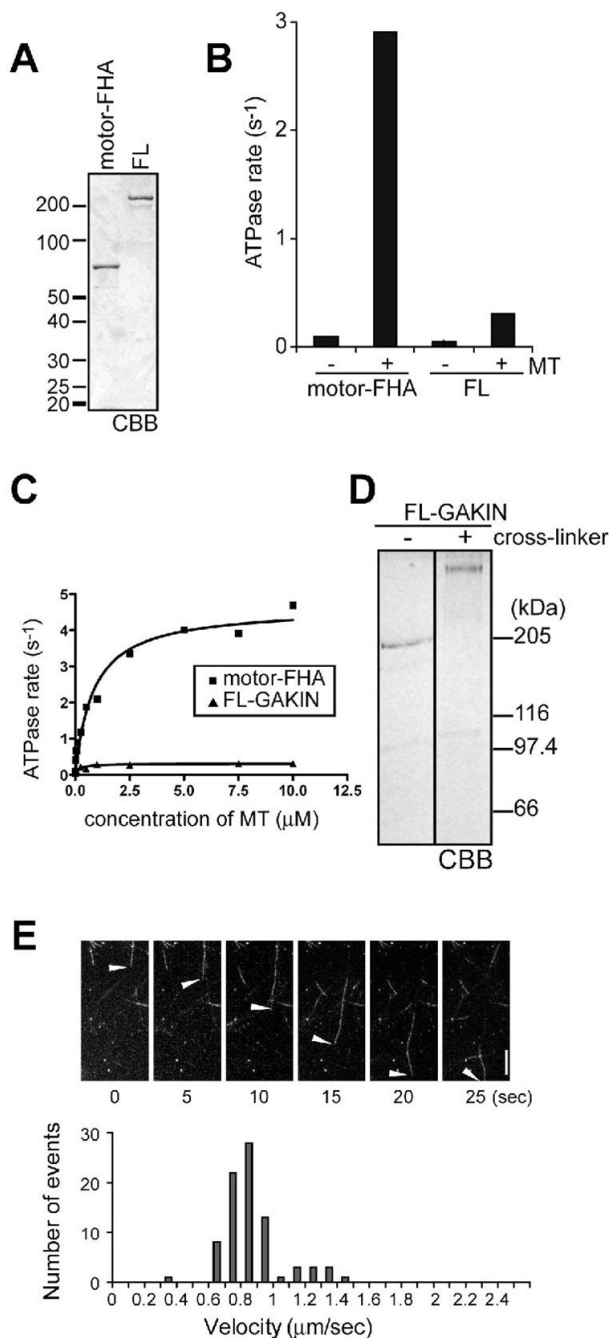 A
motor-FHA
FL
200
100
50
40
30
25
20
CBB
B
ATPase rate (s-1)
3
2
1
0
- + - + MT
motor-FHA FL
C
ATPase rate (s-1)
5
4
3
2
1
0
motor-FHA
FL-GAKIN
0.0 2.5 5.0 7.5 10.0 12.5
concentration of MT (μM)
D
FL-GAKIN
- + cross-linker
(kDa)
205
116
97.4
66
CBB
E
0 5 10 15 20 25 (sec)
Number of events
30
20
10
0
0 0.2 0.4 0.6 0.8 1.0 1.2 1.4 1.6 1.8 2 2.2 2.4
Velocity (μm/sec)